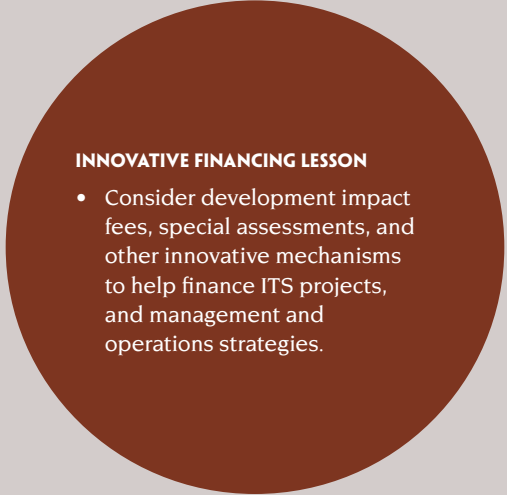 INNOVATIVE FINANCING LESSON
• Consider development impact
fees, special assessments, and
other innovative mechanisms
to help finance ITS projects,
and management and
operations strategies.